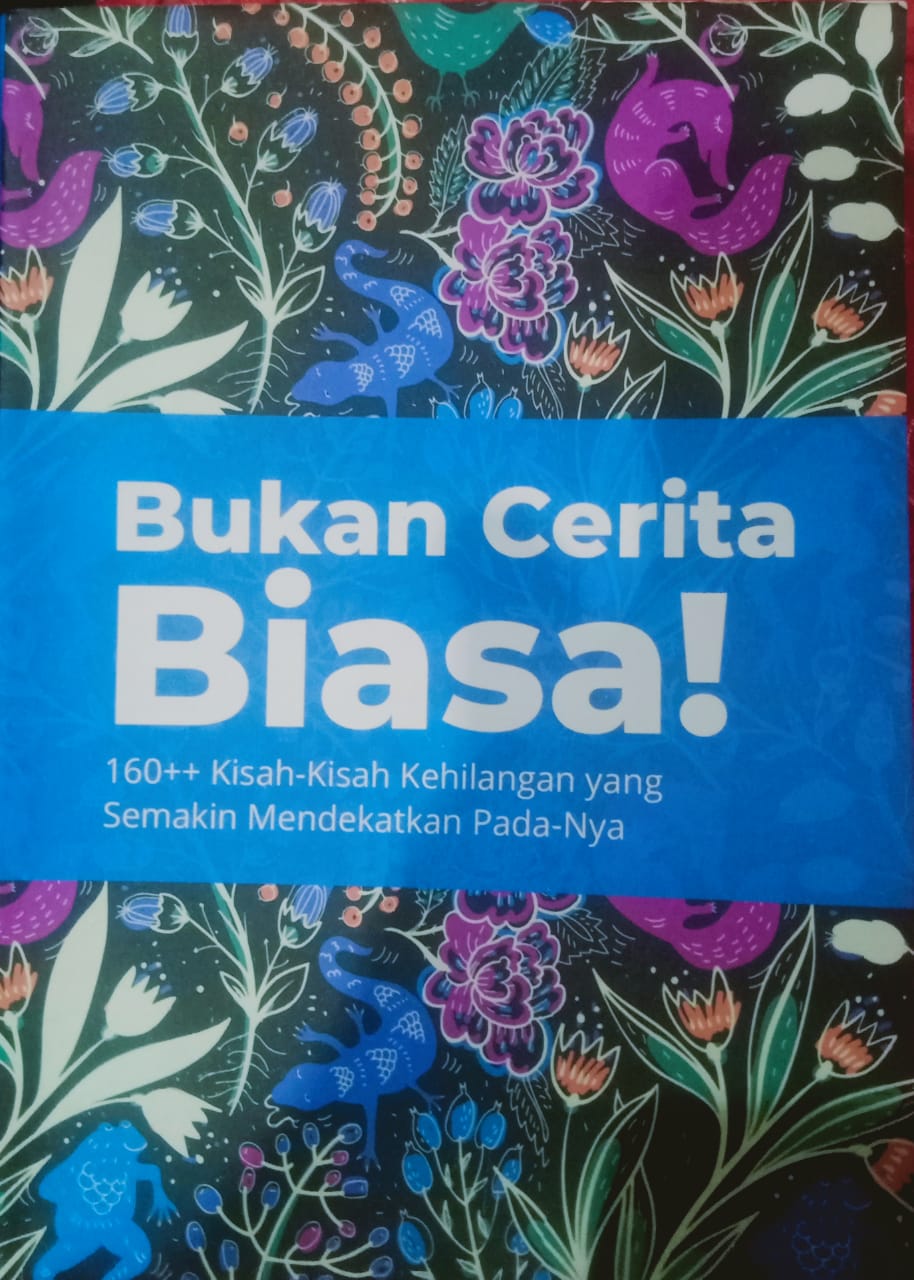 Bukan Cerita
Biasa!
160++ Kisah-Kisah Kehilangan yang
Semakin Mendekatkan Pada-Nya